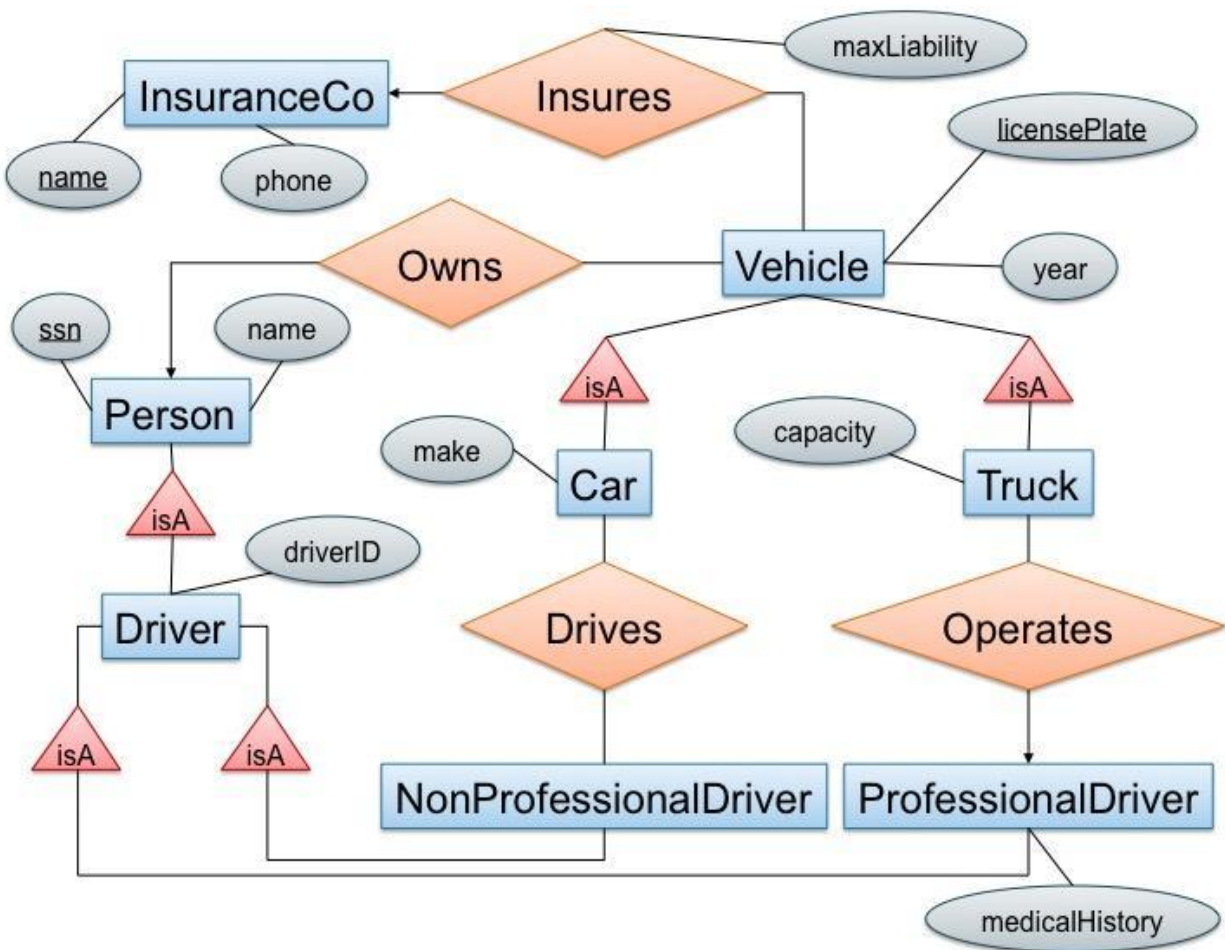 maxLiability
InsuranceCo
Insures
licensePlate
name
phone
Owns
Vehicle
year
ssn
name
Person
isA
isA
make
capacity
Car
Truck
isA
driverID
Driver
Drives
Operates
isA
isA
NonProfessionalDriver
ProfessionalDriver
medicalHistory